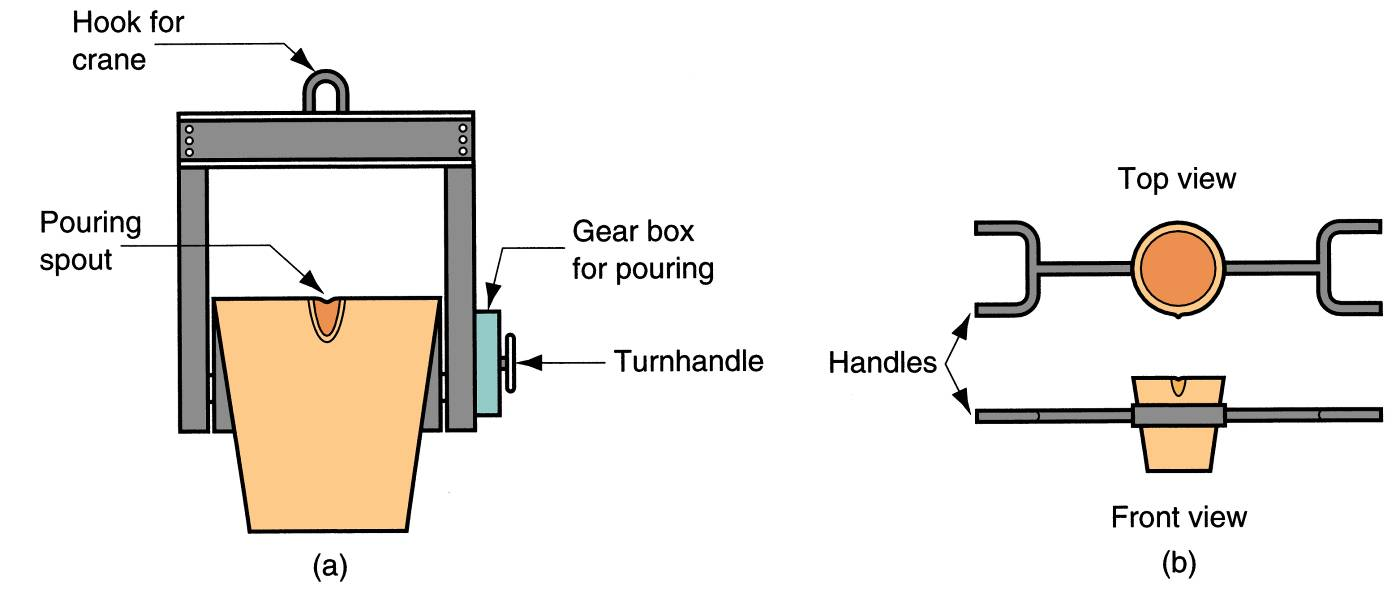 Hook for
crane
Pouring
spout
Gear box
for pouring
Turnhandle
(a)
Top view
Handles
Front view
(b)